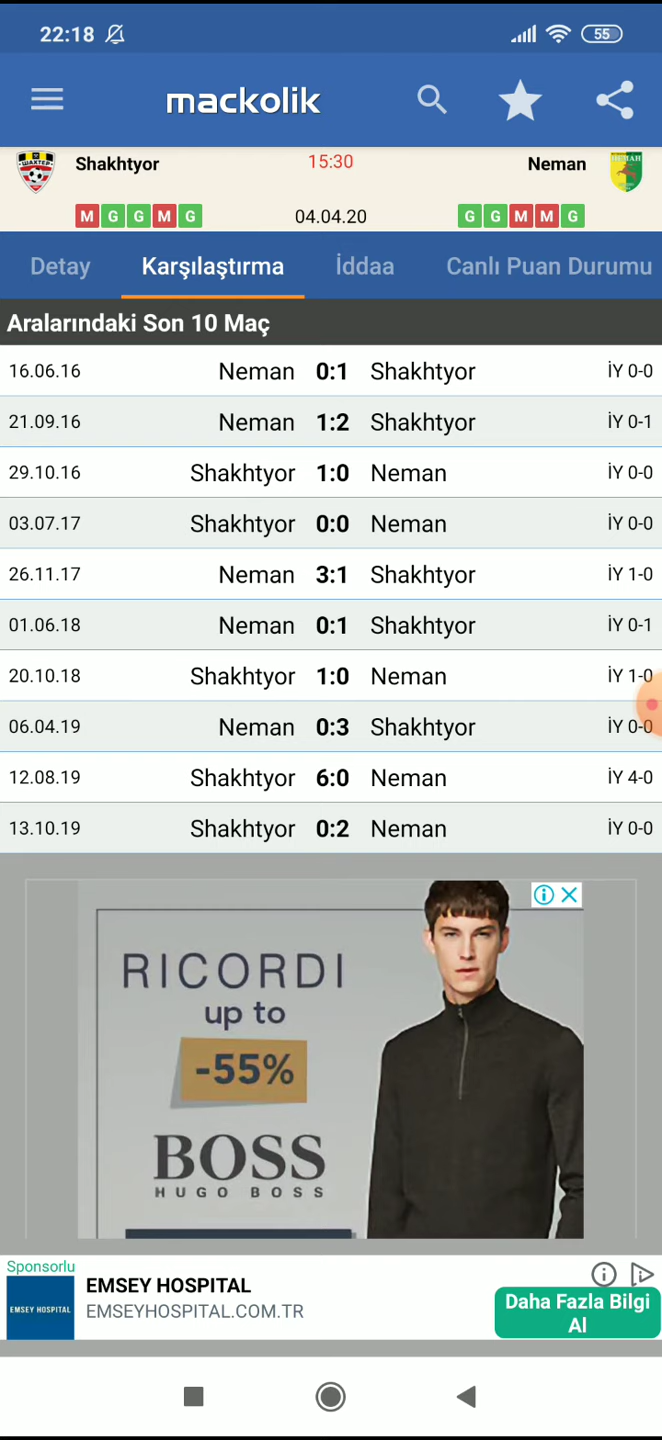 22:18 55
mackolik
Shakhtyor 15:30 Neman
M G G M G 04.04.20 G G M M G
Detay Karşılaştırma İddaa Canlı Puan Durumu
Aralarındaki Son 10 Maç
16.06.16 Neman 0:1 Shakhtyor İY 0-0
21.09.16 Neman 1:2 Shakhtyor İY 0-1
29.10.16 Shakhtyor 1:0 Neman İY 0-0
03.07.17 Shakhtyor 0:0 Neman İY 0-0
26.11.17 Neman 3:1 Shakhtyor İY 1-0
01.06.18 Neman 0:1 Shakhtyor İY 0-1
20.10.18 Shakhtyor 1:0 Neman İY 1-0
06.04.19 Neman 0:3 Shakhtyor İY 0-0
12.08.19 Shakhtyor 6:0 Neman İY 4-0
13.10.19 Shakhtyor 0:2 Neman İY 0-0
RICORDI
up to
-55%
BOSS
HUGO BOSS
Sponsorlu
EMSEY HOSPITAL
EMSEY HOSPITAL
EMSEYHOSPITAL.COM.TR
Daha Fazla Bilgi
Al